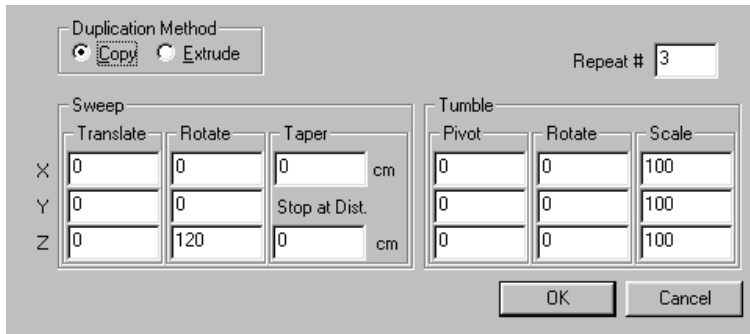 Duplication Method
Copy Extrude
Repeat # 3
Sweep Tumble
Translate Rotate Taper Pivot Rotate Scale
X 0 0 0 cm 0 0 100
Y 0 0 Stop at Dist. 0 0 100
Z 0 120 0 cm 0 0 100
OK Cancel